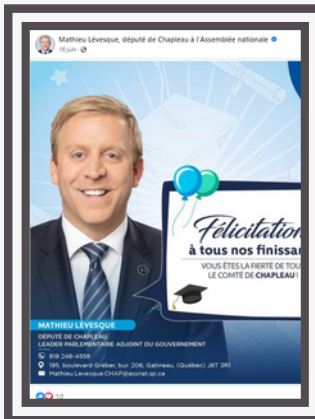 Mathieu Lévesque, député de Chapleau à l'Assemblée nationale
18 juin
Félicitation
à tous nos finissan
VOUS ÊTES LA FIERTÉ DE TOU
LE COMTÉ DE CHAPLEAU !
MATHIEU LÉVESQUE
DÉPUTÉ DE CHAPLEAU
LEADER PARLEMENTAIRE ADJOINT DU GOUVERNEMENT
819 246-4558
195, boulevard Gréber, bur. 206, Gatineau, (Québec) J8T 3R1
Mathieu.Levesque.CHAP@assnat.qc.ca
10